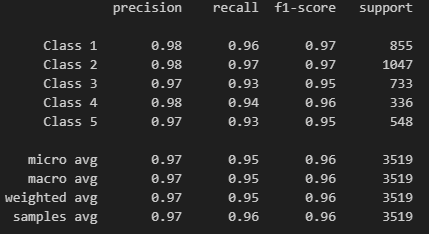 precision recall f1-score support
Class 1 0.98 0.96 0.97 855
Class 2 0.98 0.97 0.97 1047
Class 3 0.97 0.93 0.95 733
Class 4 0.98 0.94 0.96 336
Class 5 0.97 0.93 0.95 548
micro avg 0.97 0.95 0.96 3519
macro avg 0.97 0.95 0.96 3519
weighted avg 0.97 0.95 0.96 3519
samples avg 0.97 0.96 0.96 3519